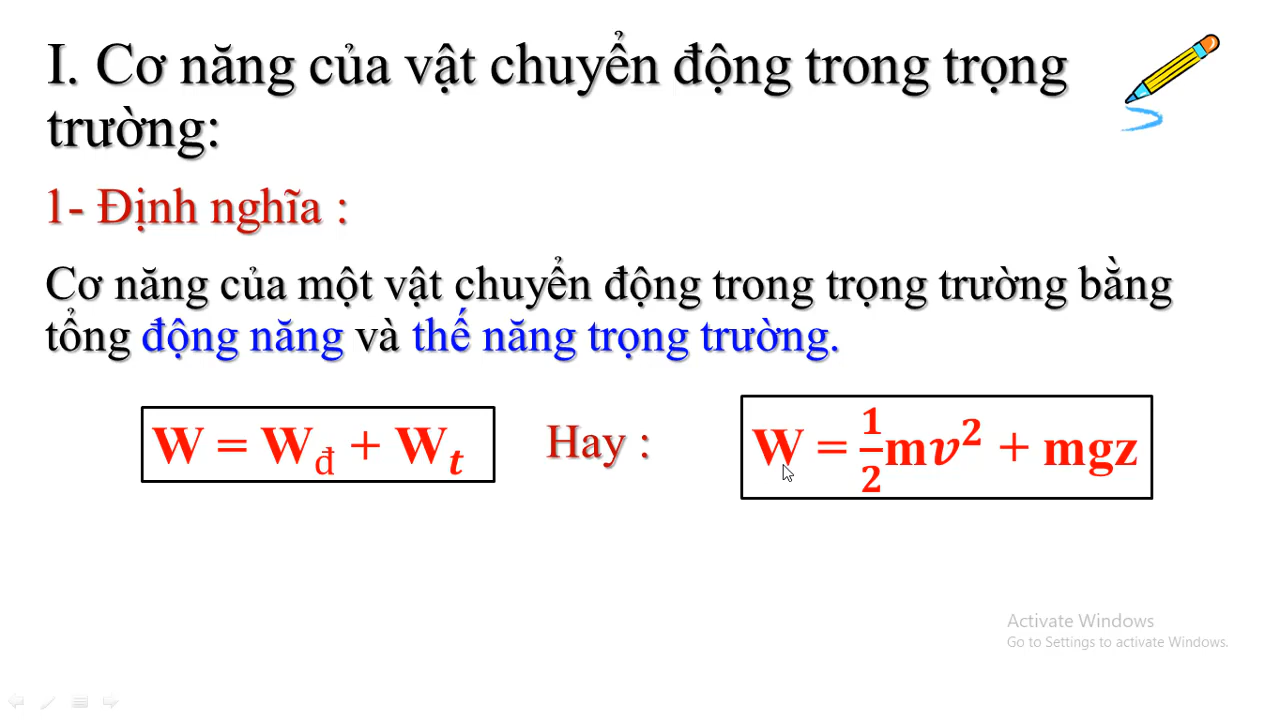 I. Cơ năng của vật chuyển động trong trọng
trường:
1- Định nghĩa :
Cơ năng của một vật chuyển động trong trọng trường bằng
tổng động năng và thế năng trọng trường.
W = Wđ + Wt Hay : W = 1/2 mv² + mgz
Activate Windows
Go to Settings to activate Windows.